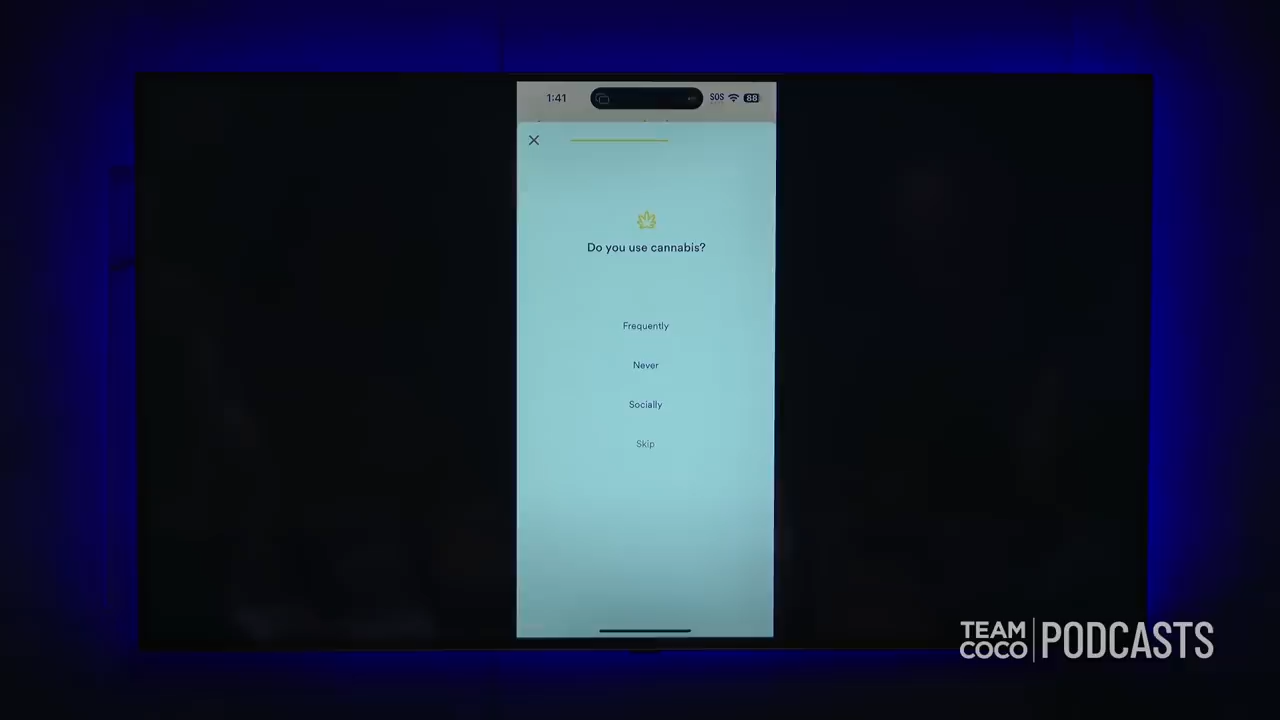 1:41
SOS
88
Do you use cannabis?
Frequently
Never
Socially
Skip
TEAM
COCO
PODCASTS